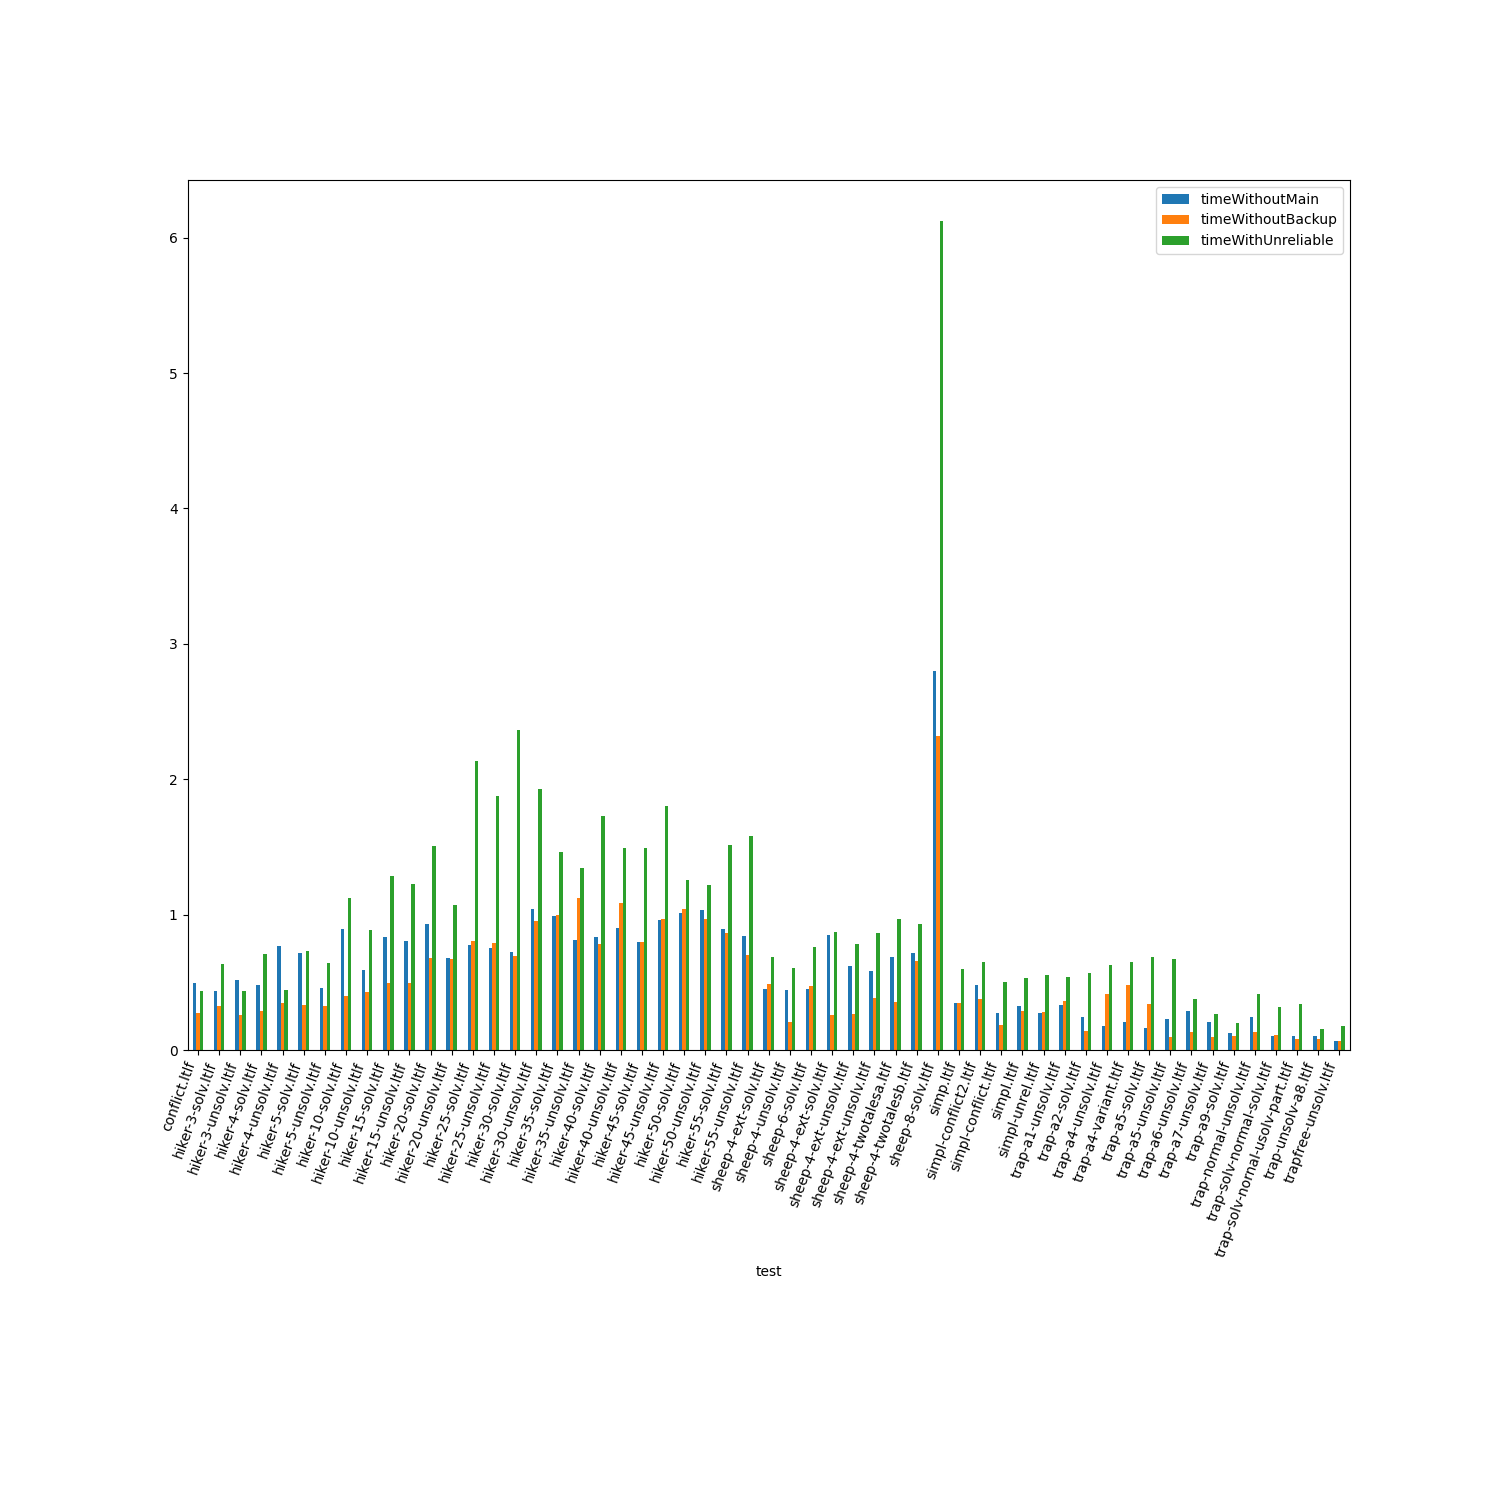 timeWithoutMain
timeWithoutBackup
timeWithUnreliable
6
5
4
3
2
1
0
conflict.ltlf
hiker-3-solv.ltlf
hiker-3-unsolv.ltlf
hiker-4-solv.ltlf
hiker-4-unsolv.ltlf
hiker-5-solv.ltlf
hiker-5-unsolv.ltlf
hiker-10-solv.ltlf
hiker-10-unsolv.ltlf
hiker-15-solv.ltlf
hiker-15-unsolv.ltlf
hiker-20-solv.ltlf
hiker-20-unsolv.ltlf
hiker-25-solv.ltlf
hiker-25-unsolv.ltlf
hiker-30-solv.ltlf
hiker-30-unsolv.ltlf
hiker-35-solv.ltlf
hiker-35-unsolv.ltlf
hiker-40-solv.ltlf
hiker-40-unsolv.ltlf
hiker-45-solv.ltlf
hiker-45-unsolv.ltlf
hiker-50-solv.ltlf
hiker-50-unsolv.ltlf
hiker-55-solv.ltlf
hiker-55-unsolv.ltlf
sheep-4-ext-solv.ltlf
sheep-4-unsolv.ltlf
sheep-6-solv.ltlf
sheep-4-ext-solv.ltlf
sheep-4-ext-unsolv.ltlf
sheep-4-ext-unsolv.ltlf
sheep-4-twotalesa.ltlf
sheep-4-twotalesb.ltlf
sheep-8-solv.ltlf
simp.ltlf
simpl-conflict2.ltlf
simpl-conflict.ltlf
simpl.ltlf
simpl-unrel.ltlf
trap-a1-unsolv.ltlf
trap-a2-solv.ltlf
trap-a4-unsolv.ltlf
trap-a4-variant.ltlf
trap-a5-solv.ltlf
trap-a5-unsolv.ltlf
trap-a6-unsolv.ltlf
trap-a7-unsolv.ltlf
trap-a9-solv.ltlf
trap-normal-unsolv.ltlf
trap-solv-normal-solv.ltlf
trap-solv-normal-usolv-part.ltlf
trap-unsolv-a8.ltlf
trapfree-unsolv.ltlf
test